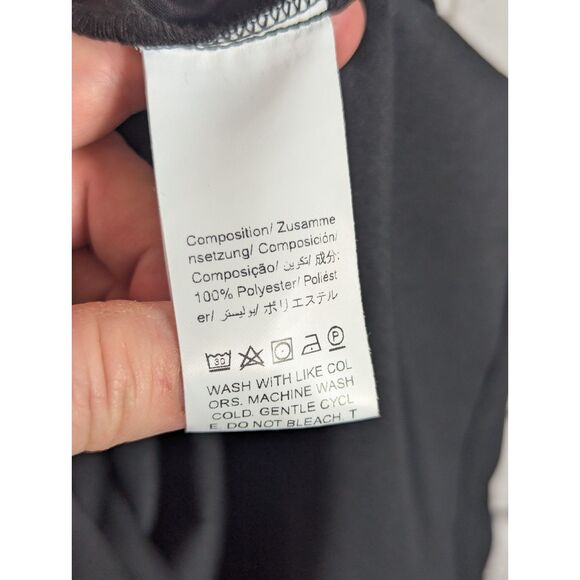 Composition/ Zusamme
nsetzung/ Composición/
Composição/ تكوين/ 成分:
100% Polyester/ Poliést
er/ بوليستر/ ポリエステル
30 P
WASH WITH LIKE COL
ORS. MACHINE WASH
COLD. GENTLE CYCL
E. DO NOT BLEACH. T